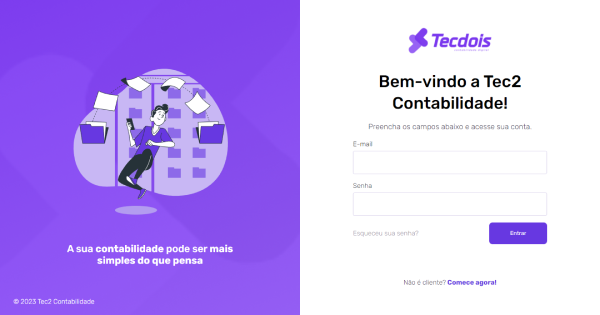 A sua contabilidade pode ser mais
simples do que pensa
© 2023 Tec2 Contabilidade
Tecdois
Bem-vindo a Tec2
Contabilidade!
Preencha os campos abaixo e acesse sua conta.
E-mail
Senha
Esqueceu sua senha?
Entrar
Não é cliente? Comece agora!